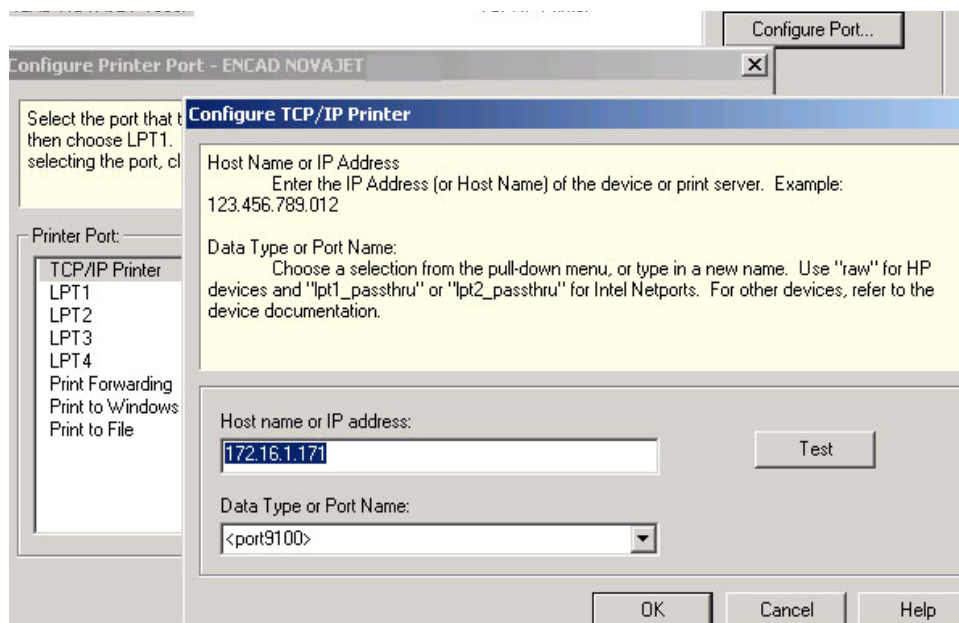 Configure Port...
Configure Printer Port - ENCAD NOVAJET
Select the port that t
then choose LPT1.
selecting the port, cl
Configure TCP/IP Printer
Host Name or IP Address
Enter the IP Address (or Host Name) of the device or print server. Example:
123.456.789.012
Data Type or Port Name:
Choose a selection from the pull-down menu, or type in a new name. Use "raw" for HP
devices and "lpt1_passthru" or "lpt2_passthru" for Intel Netports. For other devices, refer to the
device documentation.
Printer Port:
TCP/IP Printer
LPT1
LPT2
LPT3
LPT4
Print Forwarding
Print to Windows
Print to File
Host name or IP address:
172.16.1.171
Test
Data Type or Port Name:
<port9100>
OK
Cancel
Help